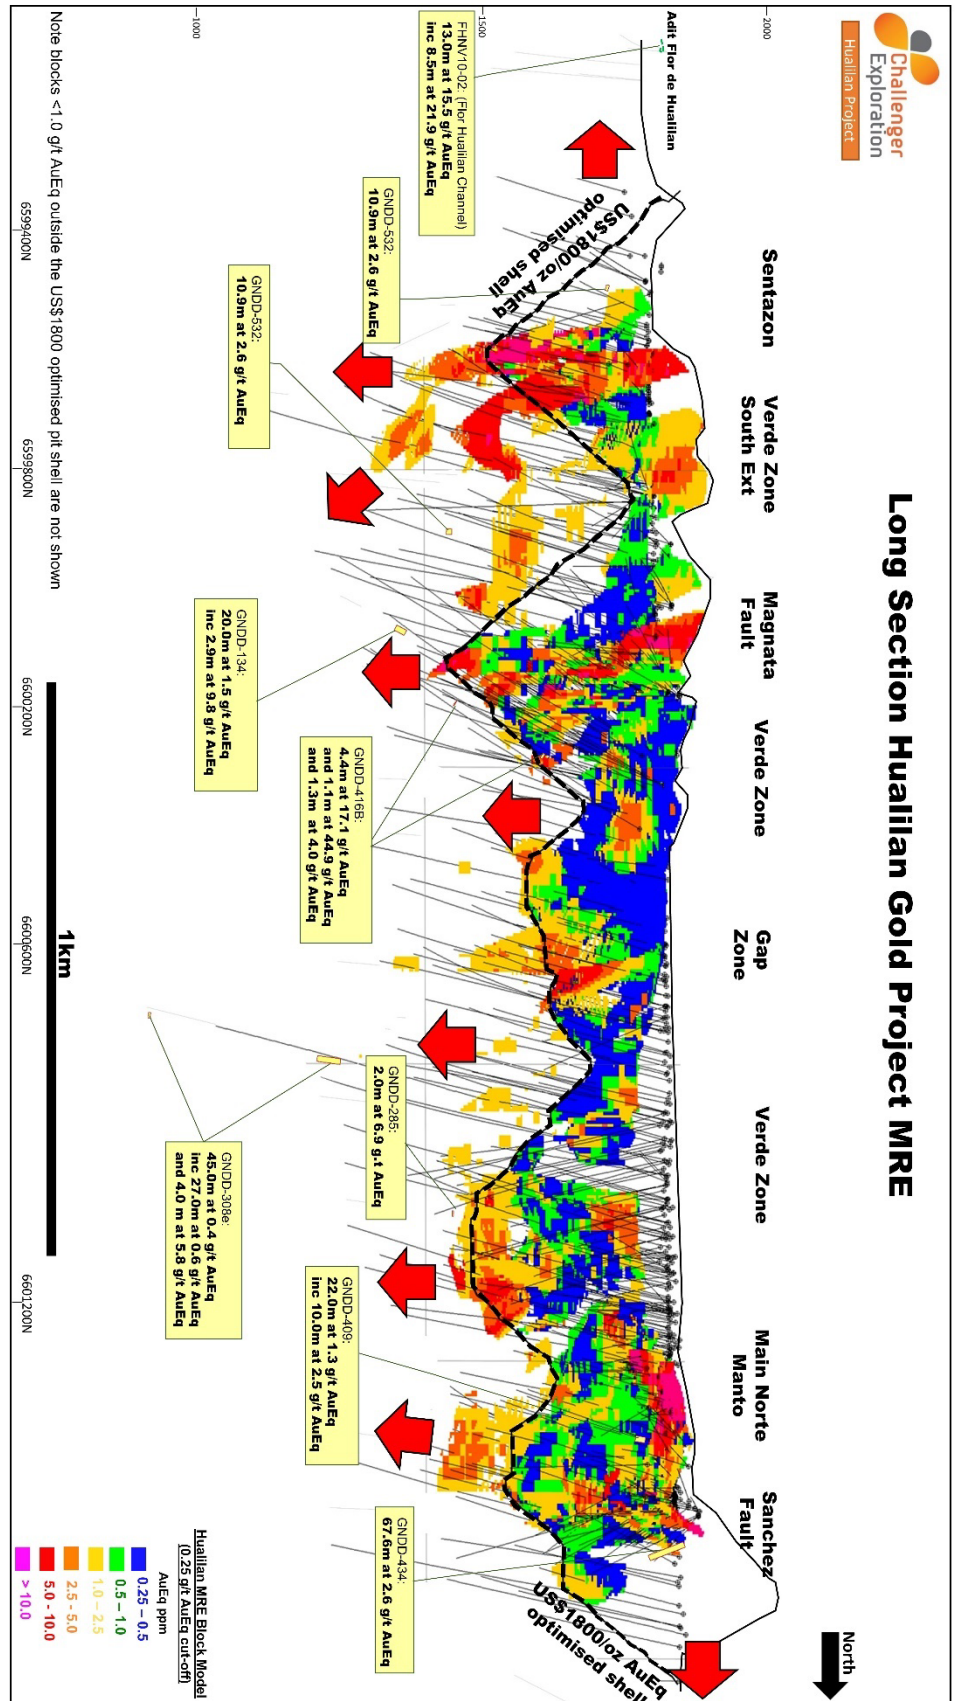 Challenger
Exploration
Hualilan Project
Long Section Hualilan Gold Project MRE
North
2000
1500
1000
Adit Flor de Hualilan
Sentazon
Verde Zone
South Ext
Magnata
Fault
Verde Zone
Gap
Zone
Verde Zone
Main Norte
Manto
Sanchez
Fault
US$1800/oz AuEq
optimised shell
US$1800/oz AuEq
optimised shell
FHNV10-02: (Flor Hualilan Channel)
13.0m at 15.5 g/t AuEq
inc 8.5m at 21.9 g/t AuEq
GNDD-532:
10.9m at 2.6 g/t AuEq
GNDD-532:
10.9m at 2.6 g/t AuEq
GNDD-134:
20.0m at 1.5 g/t AuEq
inc 2.9m at 9.8 g/t AuEq
GNDD-416B:
4.4m at 17.1 g/t AuEq
and 1.1m at 44.9 g/t AuEq
and 1.3m at 4.0 g/t AuEq
GNDD-285:
2.0m at 6.9 g.t AuEq
GNDD-308e:
45.0m at 0.4 g/t AuEq
inc 27.0m at 0.6 g/t AuEq
and 4.0 m at 5.8 g/t AuEq
GNDD-409:
22.0m at 1.3 g/t AuEq
inc 10.0m at 2.5 g/t AuEq
GNDD-434:
67.6m at 2.6 g/t AuEq
Hualilan MRE Block Model
(0.25 g/t AuEq cut-off)
AuEq ppm
0.25 – 0.5
0.5 – 1.0
1.0 – 2.5
2.5 - 5.0
5.0 - 10.0
> 10.0
1km
Note blocks <1.0 g/t AuEq outside the US$1800 optimised pit shell are not shown
6599400N
6599800N
6600200N
6600600N
6601200N